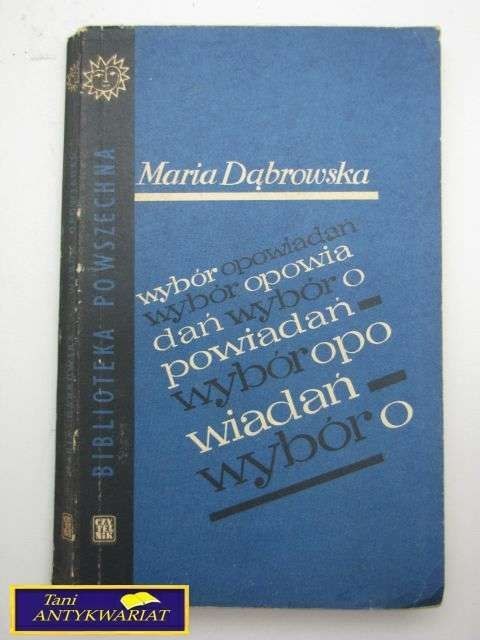 Maria Dąbrowska
wybór opowiadań
wybór opowia
dań wybór o
powiadań –
wybór opo
wiadań –
wybór o
BIBLIOTEKA POWSZECHNA
CZY
TEL
NIK
Tani
ANTYKWARIAT